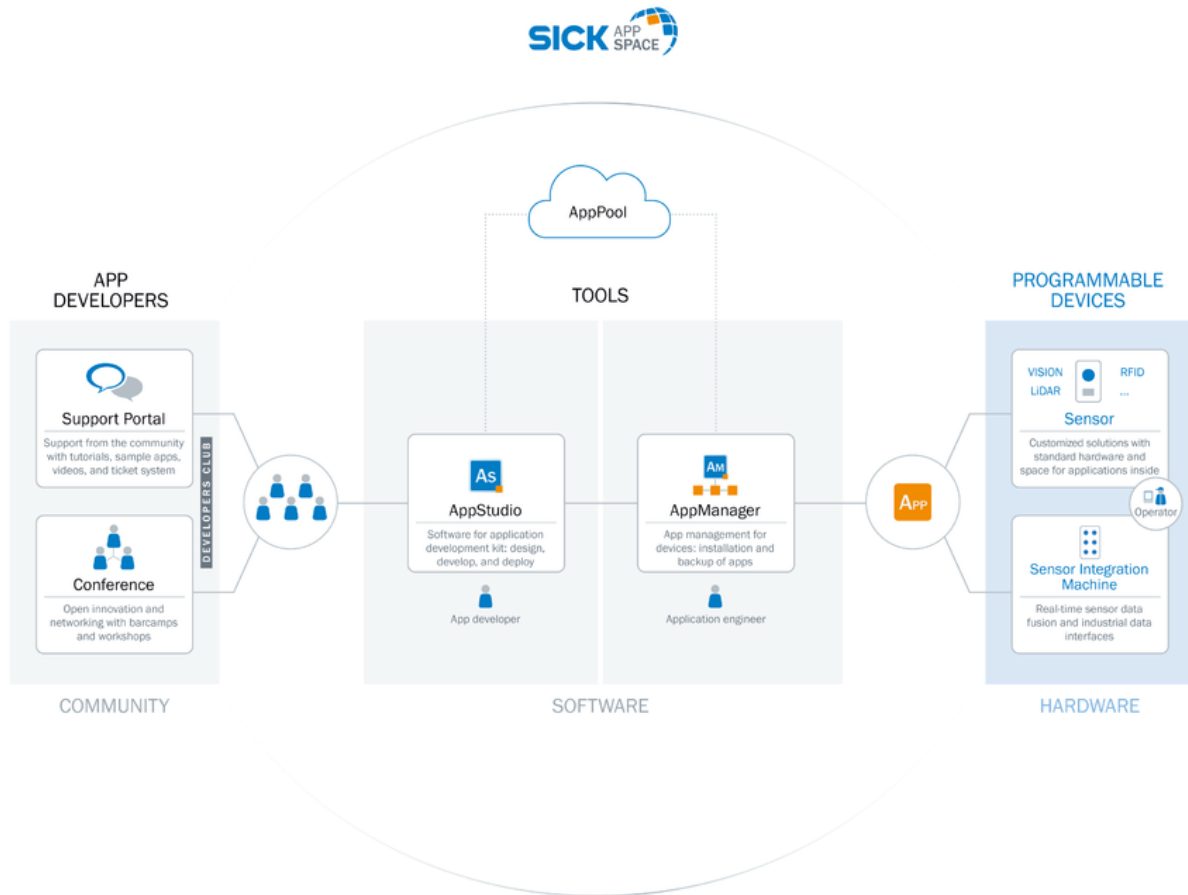 SICK APP
SPACE
AppPool
APP
DEVELOPERS
TOOLS
PROGRAMMABLE
DEVICES
Support Portal
Support from the community
with tutorials, sample apps,
videos, and ticket system
Conference
Open innovation and
networking with barcamps
and workshops
DEVELOPERS CLUB
As
AppStudio
Software for application
development kit: design,
develop, and deploy
App developer
AM
AppManager
App management for
devices: installation and
backup of apps
Application engineer
APP
VISION
RFID
LiDAR
...
Sensor
Customized solutions with
standard hardware and
space for applications inside
Operator
Sensor Integration
Machine
Real-time sensor data
fusion and industrial data
interfaces
COMMUNITY
SOFTWARE
HARDWARE